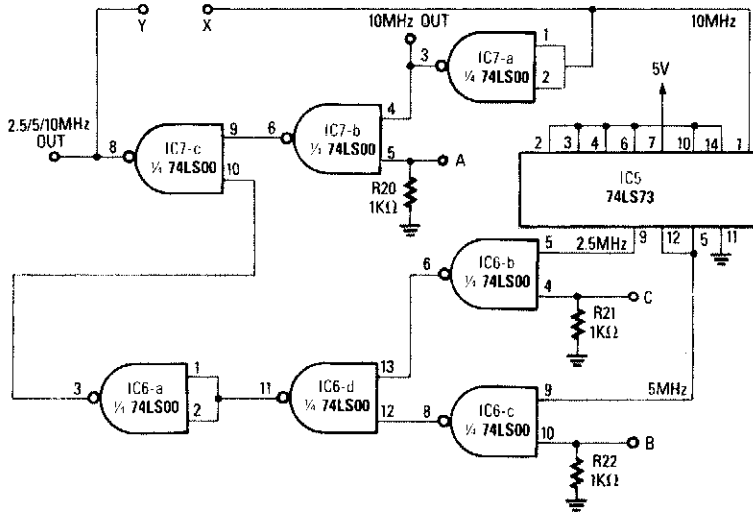 Y X
10MHz OUT
10MHz
3
1
IC7-a
¼ 74LS00
2
5V
2.5/5/10MHz
OUT
8
IC7-c
¼ 74LS00
9
10
6
IC7-b
¼ 74LS00
4
5
A
R20
1KΩ
2 3 4 6 7 10 14 1
IC5
74LS73
9 12 5 11
2.5MHz
6
IC6-b
¼ 74LS00
5
4
C
R21
1KΩ
3
IC6-a
¼ 74LS00
1
2
11
IC6-d
¼ 74LS00
13
12
8
IC6-c
¼ 74LS00
9
5MHz
10
B
R22
1KΩ